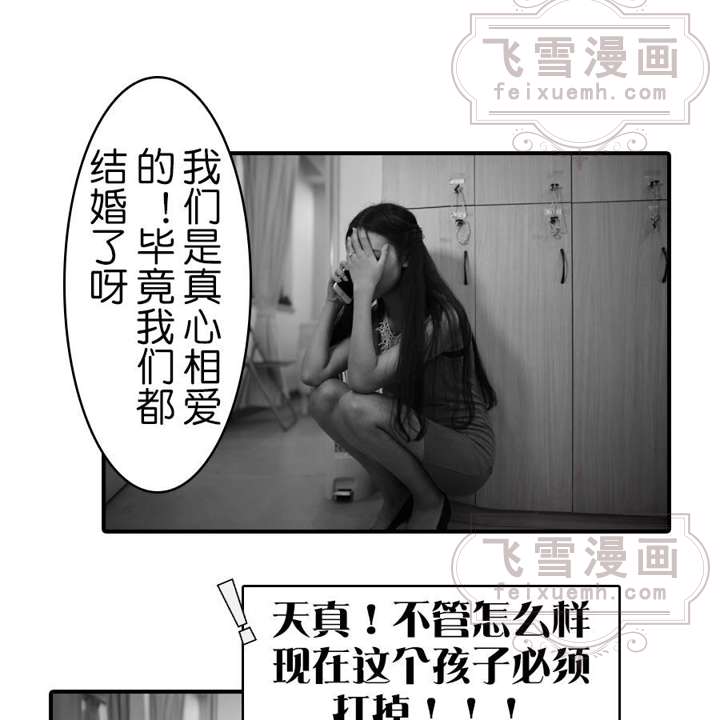 飞雪漫画
feixuemh.com
我们是真心相爱
的！毕竟我们都
结婚了呀
飞雪漫画
feixuemh.com
天真！不管怎么样
现在这个孩子必须
打掉！！！